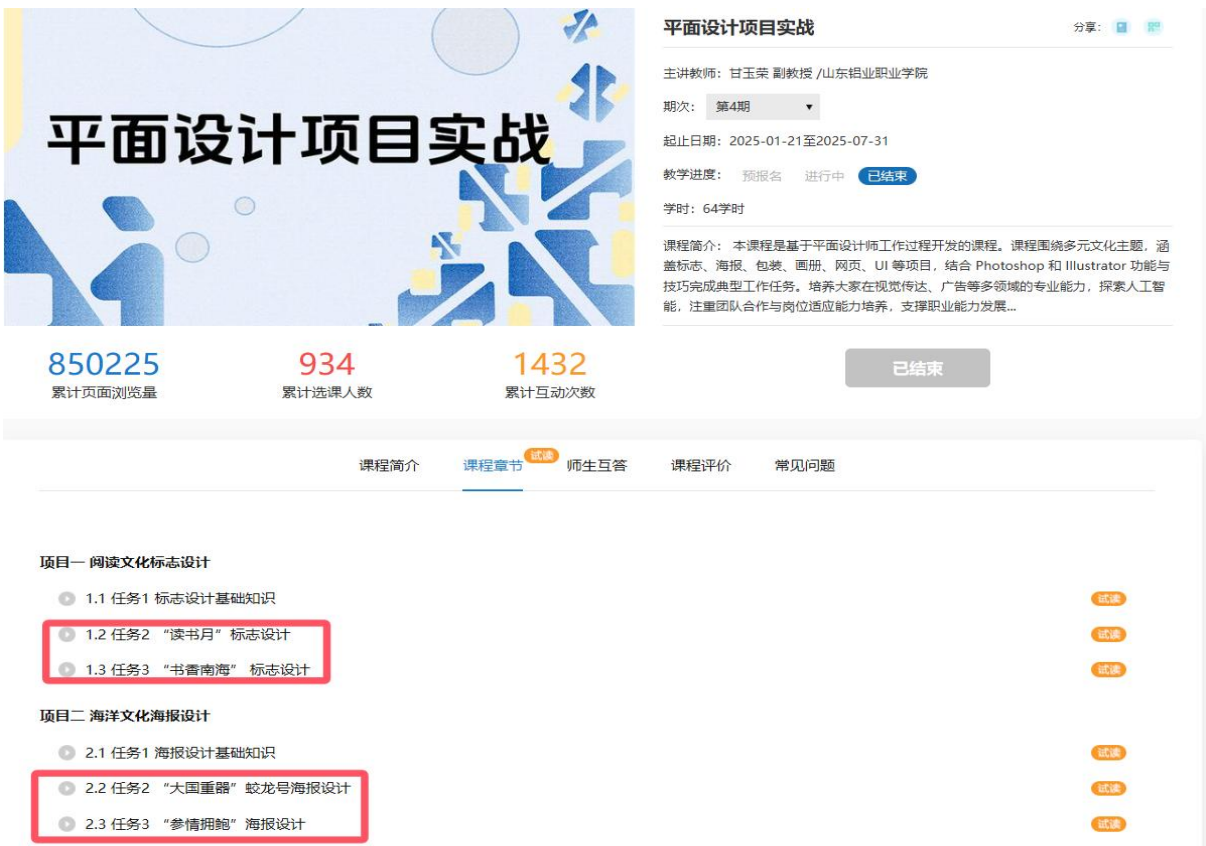 平面设计项目实战
平面设计项目实战
分享:
主讲教师: 甘玉荣 副教授 /山东铝业职业学院
期次: 第4期
起止日期: 2025-01-21至2025-07-31
教学进度: 预报名 进行中 已结束
学时: 64学时
课程简介: 本课程是基于平面设计师工作过程开发的课程。课程围绕多元文化主题, 涵
盖标志、海报、包装、画册、网页、UI 等项目, 结合 Photoshop 和 Illustrator 功能与
技巧完成典型工作任务。培养大家在视觉传达、广告等多领域的专业能力, 探索人工智
能, 注重团队合作与岗位适应能力培养, 支撑职业能力发展...
850225 934 1432
累计页面浏览量 累计选课人数 累计互动次数
已结束
课程简介 课程章节 试读 师生互答 课程评价 常见问题
项目一 阅读文化标志设计
1.1 任务1 标志设计基础知识 试读
1.2 任务2 “读书月” 标志设计 试读
1.3 任务3 “书香南海” 标志设计 试读
项目二 海洋文化海报设计
2.1 任务1 海报设计基础知识 试读
2.2 任务2 “大国重器” 蛟龙号海报设计 试读
2.3 任务3 “参情拥鲍” 海报设计 试读